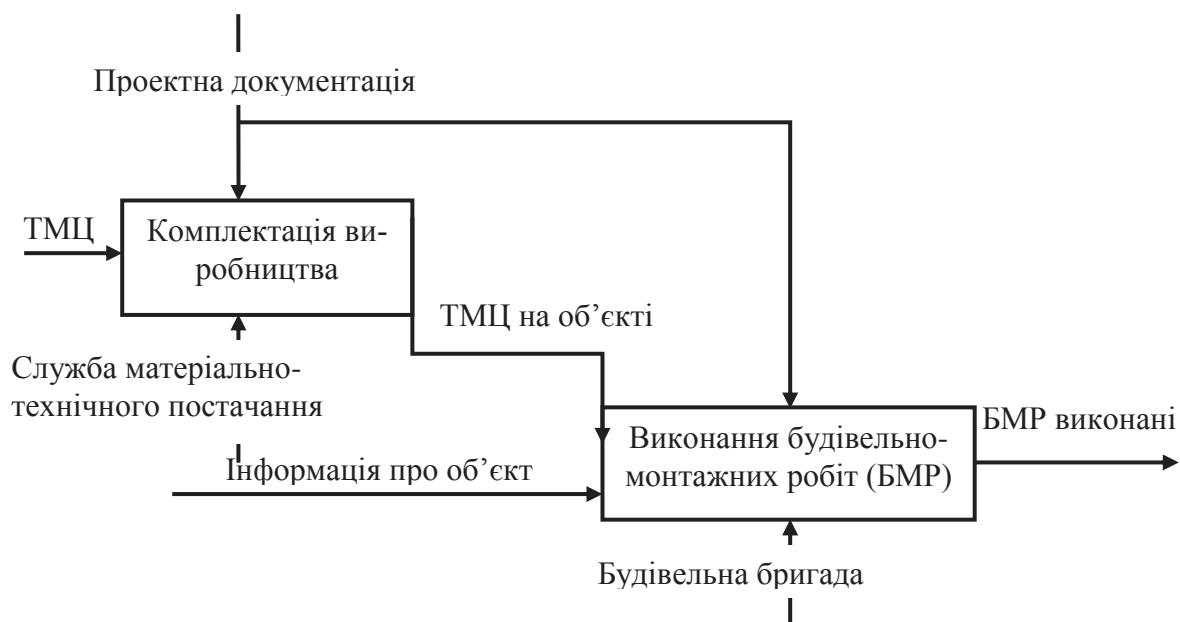 Проектна документація
ТМЦ
Комплектація ви-
робництва
ТМЦ на об’єкті
Служба матеріально-
технічного постачання
БМР виконані
Виконання будівельно-
монтажних робіт (БМР)
Інформація про об’єкт
Будівельна бригада